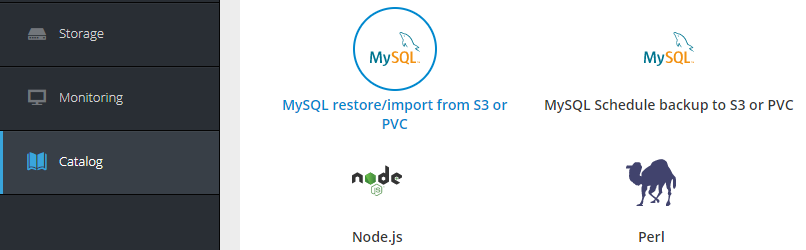 Storage
Monitoring
Catalog
MySQL
MySQL restore/import from S3 or
PVC
MySQL
MySQL Schedule backup to S3 or PVC
node
JS
Node.js
Perl